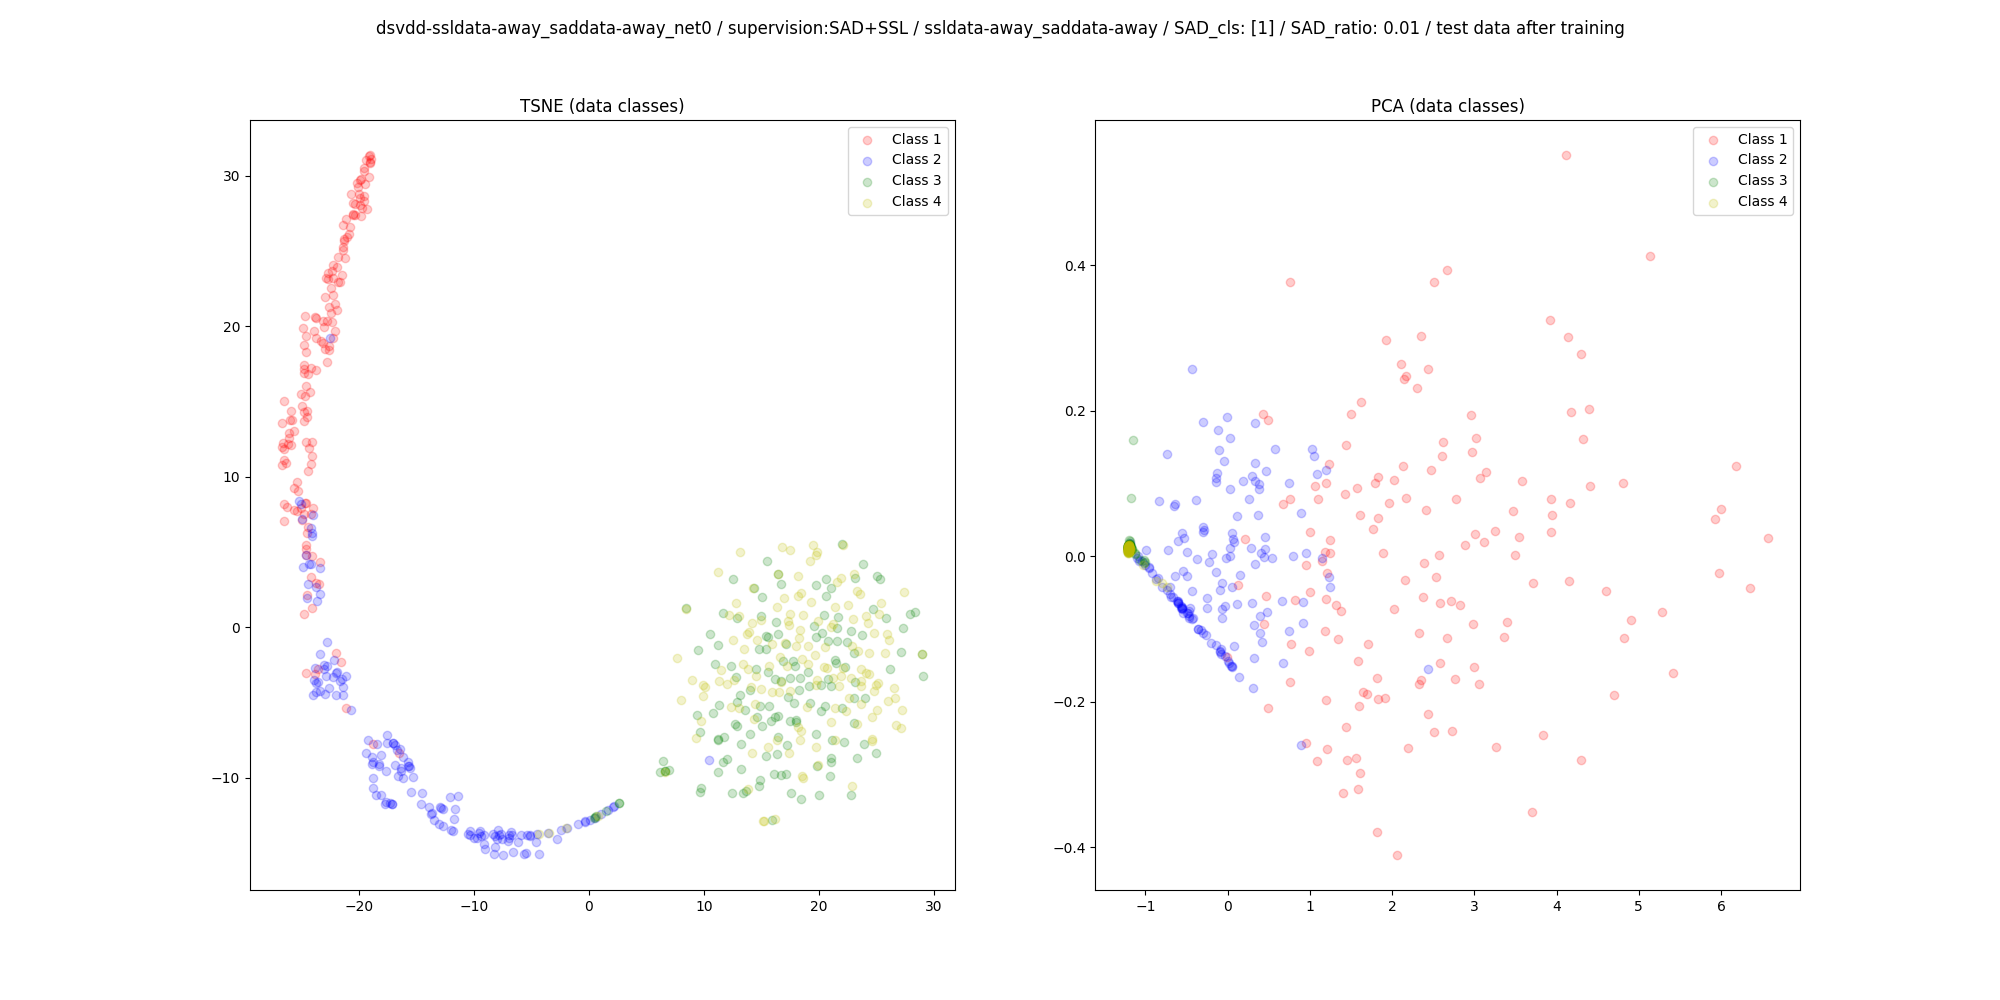 dsvdd-ssldata-away_saddata-away_net0 / supervision:SAD+SSL / ssldata-away_saddata-away / SAD_cls: [1] / SAD_ratio: 0.01 / test data after training
TSNE (data classes)
Class 1
Class 2
Class 3
Class 4
30
20
10
0
−10
−20
−10
0
10
20
30
PCA (data classes)
Class 1
Class 2
Class 3
Class 4
0.4
0.2
0.0
−0.2
−0.4
−1
0
1
2
3
4
5
6